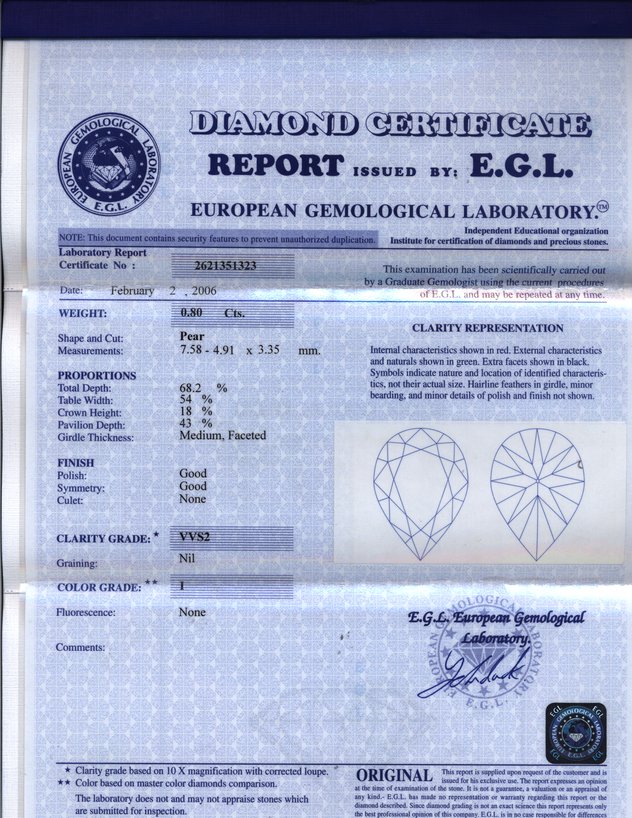 EUROPEAN GEMOLOGICAL LABORATORY
E.G.L.
DIAMOND CERTIFICATE
REPORT ISSUED BY: E.G.L.
EUROPEAN GEMOLOGICAL LABORATORY.™
Independent Educational organization
NOTE: This document contains security features to prevent unauthorized duplication.
Institute for certification of diamonds and precious stones.
Laboratory Report
Certificate No : 2621351323
Date: February 2 , 2006
This examination has been scientifically carried out
by a Graduate Gemologist using the current procedures
of E.G.L. and may be repeated at any time.
WEIGHT: 0.80 Cts.
Shape and Cut: Pear
Measurements: 7.58 - 4.91 x 3.35 mm.
PROPORTIONS
Total Depth: 68.2 %
Table Width: 54 %
Crown Height: 18 %
Pavilion Depth: 43 %
Girdle Thickness: Medium, Faceted
CLARITY REPRESENTATION
Internal characteristics shown in red. External characteristics
and naturals shown in green. Extra facets shown in black.
Symbols indicate nature and location of identified characteris-
tics, not their actual size. Hairline feathers in girdle, minor
bearding, and minor details of polish and finish not shown.
FINISH
Polish: Good
Symmetry: Good
Culet: None
CLARITY GRADE: ★ VVS2
Graining: Nil
COLOR GRADE: ★★ I
Fluorescence: None
Comments:
E.G.L. European Gemological
Laboratory.
EUROPEAN GEMOLOGICAL LABORATORY
E.G.L.
EGL EGL
EUROPEAN GEMOLOGICAL LABORATORY
E.G.L.
EGL EGL
★ Clarity grade based on 10 X magnification with corrected loupe.
★★ Color based on master color diamonds comparison.
The laboratory does not and may not appraise stones which
are submitted for inspection.
ORIGINAL This report is supplied upon request of the customer and is
issued for his exclusive use. The report expresses an opinion
at the time of examination of the stone. It is not a guarantee, a valuation or an appraisal of
any kind.- E.G.L. has made no representation or warranty regarding this report or the
diamond described. Since diamond grading is not an exact science this report represents only
the best professional opinion of this company. E.G.L. is in no case responsible for differences